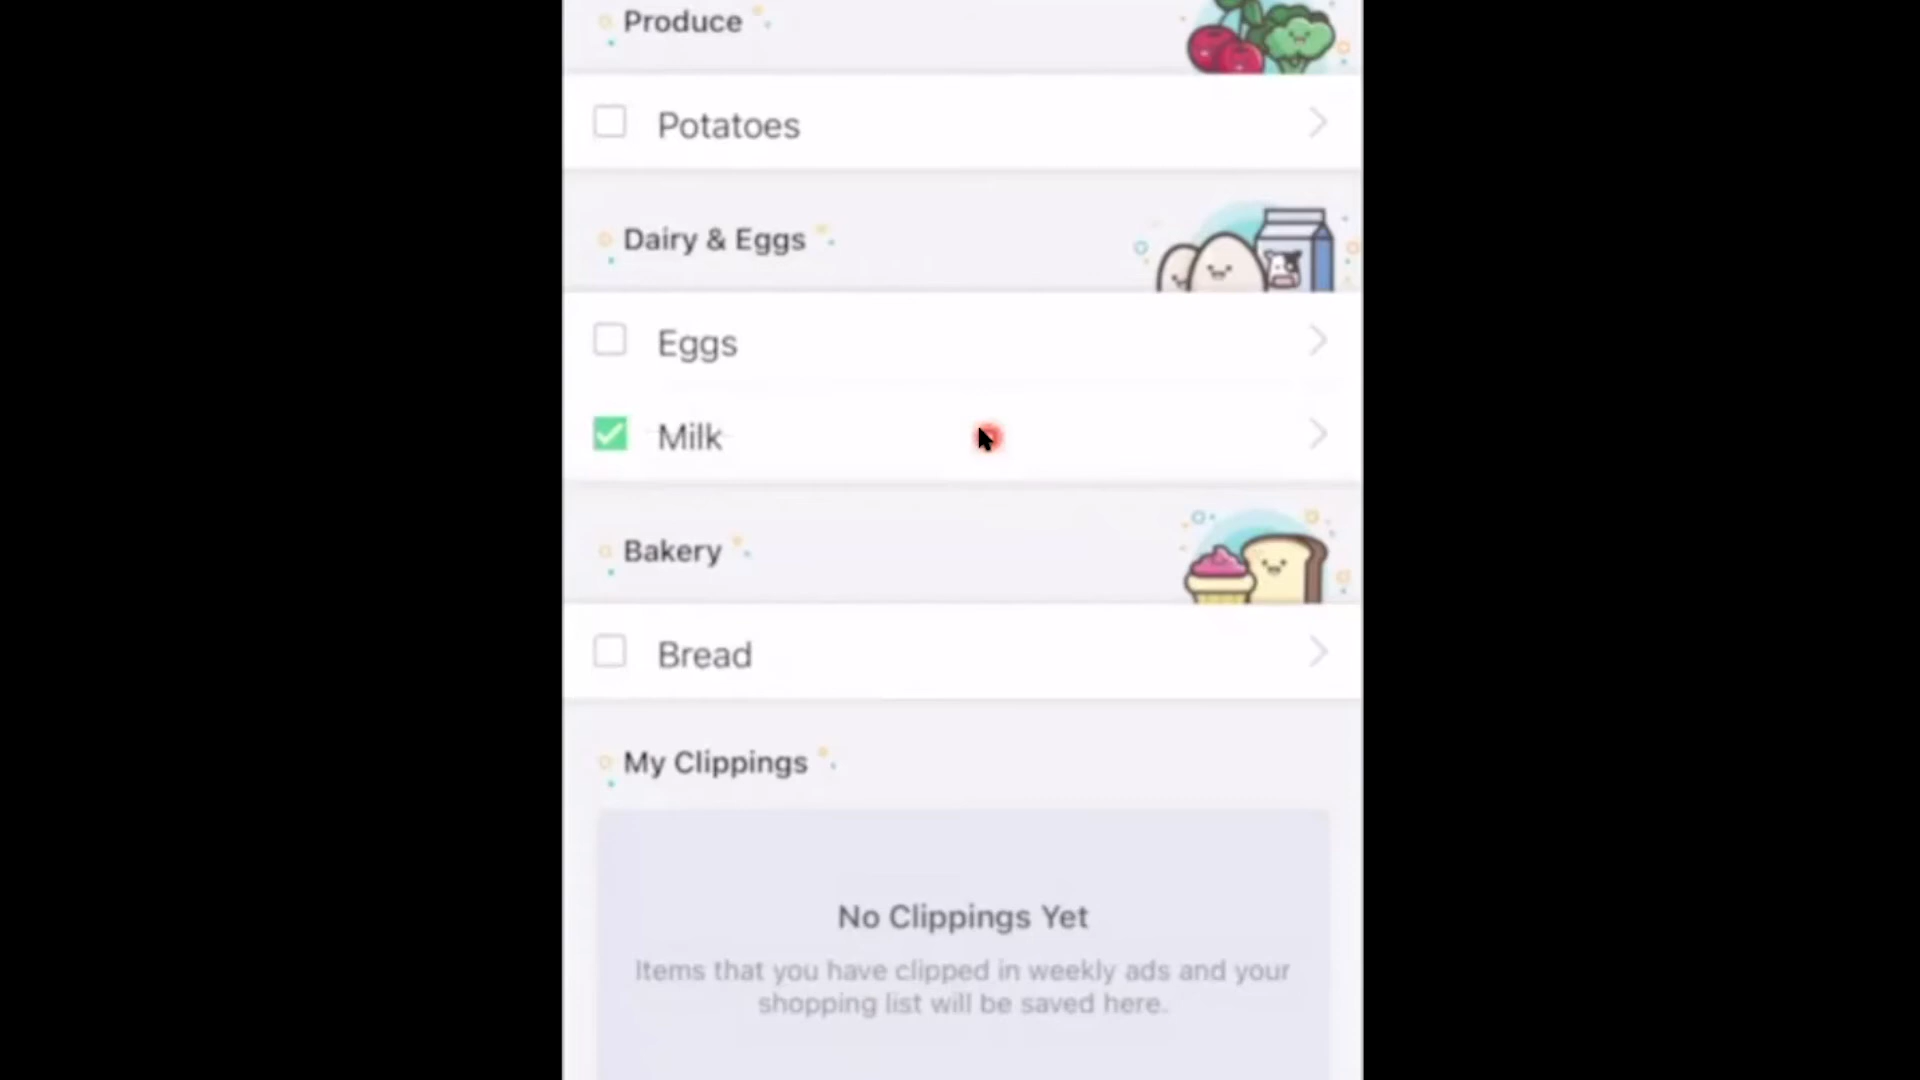 Produce
Potatoes
Dairy & Eggs
Eggs
Milk
Bakery
Bread
My Clippings
No Clippings Yet
Items that you have clipped in weekly ads and your
shopping list will be saved here.